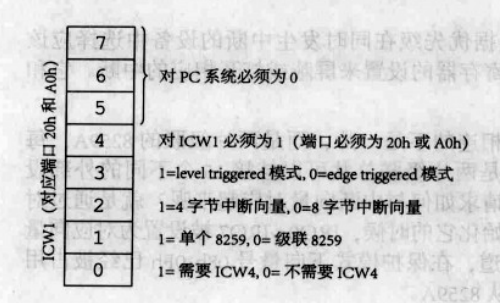 ICW1（对应端口 20h 和 A0h）
7
6
5
4
3
2
1
0
对 PC 系统必须为 0
对 ICW1 必须为 1（端口必须为 20h 或 A0h）
1=level triggered 模式, 0=edge triggered 模式
1=4 字节中断向量, 0=8 字节中断向量
1= 单个 8259, 0= 级联 8259
1= 需要 ICW4, 0= 不需要 ICW4